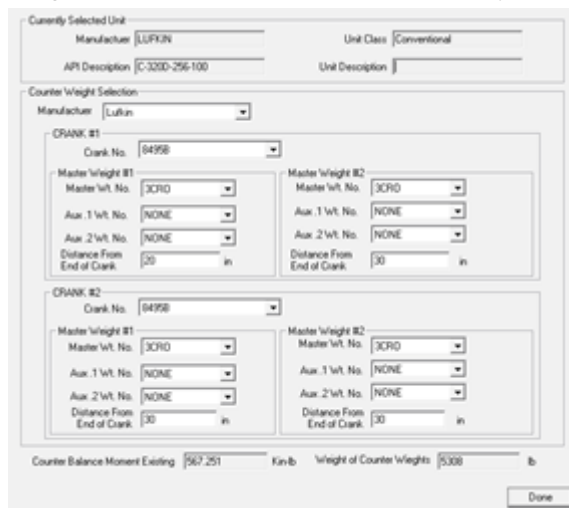 Currently Selected Unit
Manufactuer LUFKIN Unit Class Conventional
API Description C-320D-256-100 Unit Description
Counter Weight Selection
Manufactuer Lufkin
CRANK #1
Crank No. 8495B
Master Weight #1 Master Weight #2
Master Wt. No. 3CRO Master Wt. No. 3CRO
Aux .1 Wt. No. NONE Aux .1 Wt. No. NONE
Aux .2 Wt. No. NONE Aux .2 Wt. No. NONE
Distance From End of Crank 20 in Distance From End of Crank 30 in
CRANK #2
Crank No. 8495B
Master Weight #1 Master Weight #2
Master Wt. No. 3CRO Master Wt. No. 3CRO
Aux .1 Wt. No. NONE Aux .1 Wt. No. NONE
Aux .2 Wt. No. NONE Aux .2 Wt. No. NONE
Distance From End of Crank 30 in Distance From End of Crank 30 in
Counter Balance Moment Existing 567.251 Kin-lb Weight of Counter Wieghts 5308 lb
Done